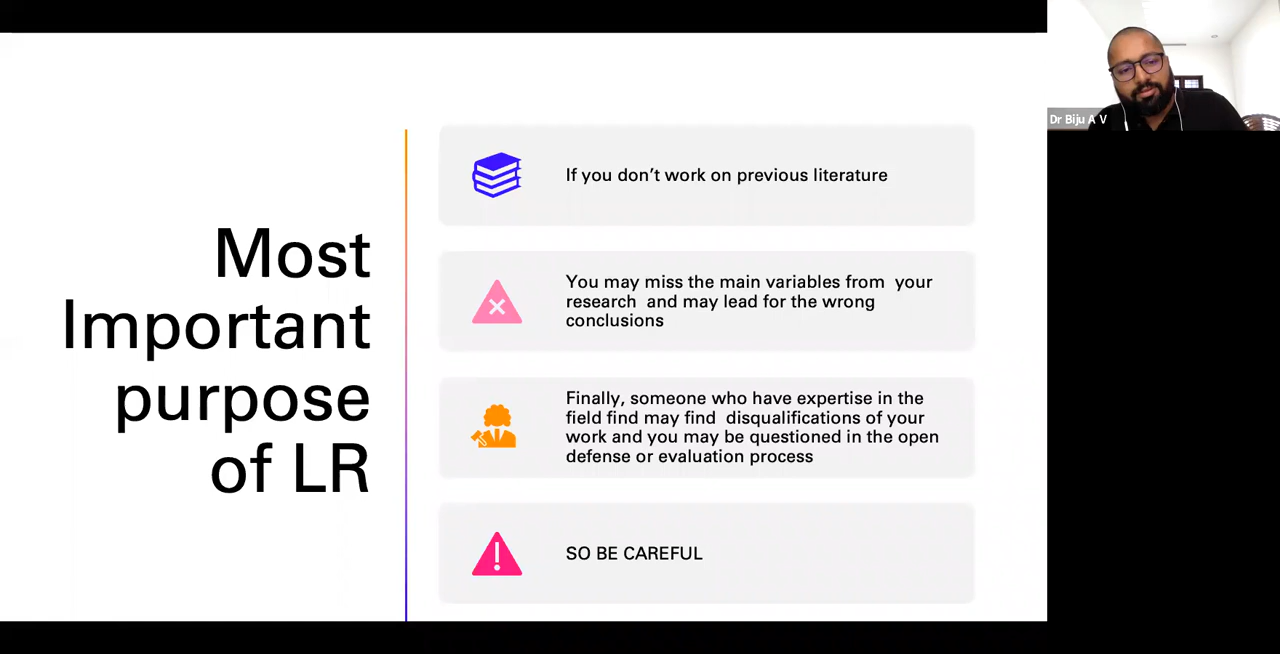 Most
Important
purpose
of LR
If you don’t work on previous literature
You may miss the main variables from your
research and may lead for the wrong
conclusions
Finally, someone who have expertise in the
field find may find disqualifications of your
work and you may be questioned in the open
defense or evaluation process
SO BE CAREFUL
Dr Biju A V